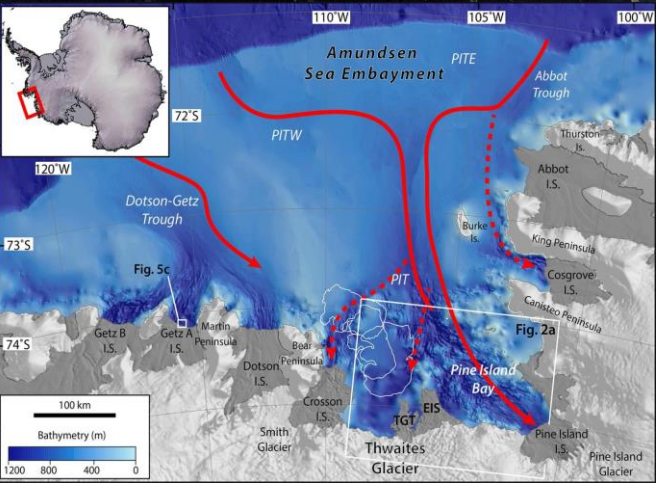 110°W
105°W
100°W
Amundsen
Sea Embayment
PITE
Abbot
Trough
72°S
PITW
Thurston
Is.
120°W
Abbot
I.S.
Dotson-Getz
Trough
Burke
Is.
King Peninsula
73°S
Fig. 5c
PIT
Cosgrove
I.S.
Canisteo Peninsula
Getz B
I.S.
Getz A
I.S.
Martin
Peninsula
Fig. 2a
74°S
Bear
Peninsula
Dotson
I.S.
Pine Island
Bay
100 km
Crosson
I.S.
EIS
TGT
Bathymetry (m)
Smith
Glacier
Thwaites
Glacier
Pine Island
I.S.
Pine Island
Glacier
1200 800 400 0